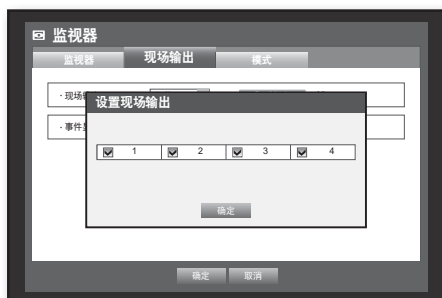 监视器
监视器 现场输出 模式
·现场
设置现场输出
·事件
1 2 3 4
确定
确定 取消